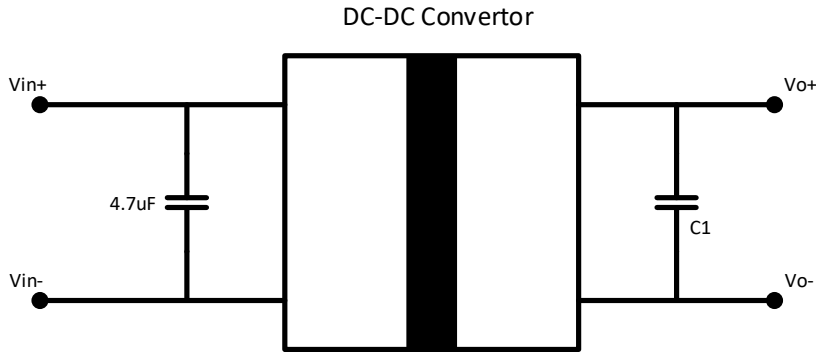 DC-DC Convertor
Vin+
Vo+
4.7uF
C1
Vin-
Vo-